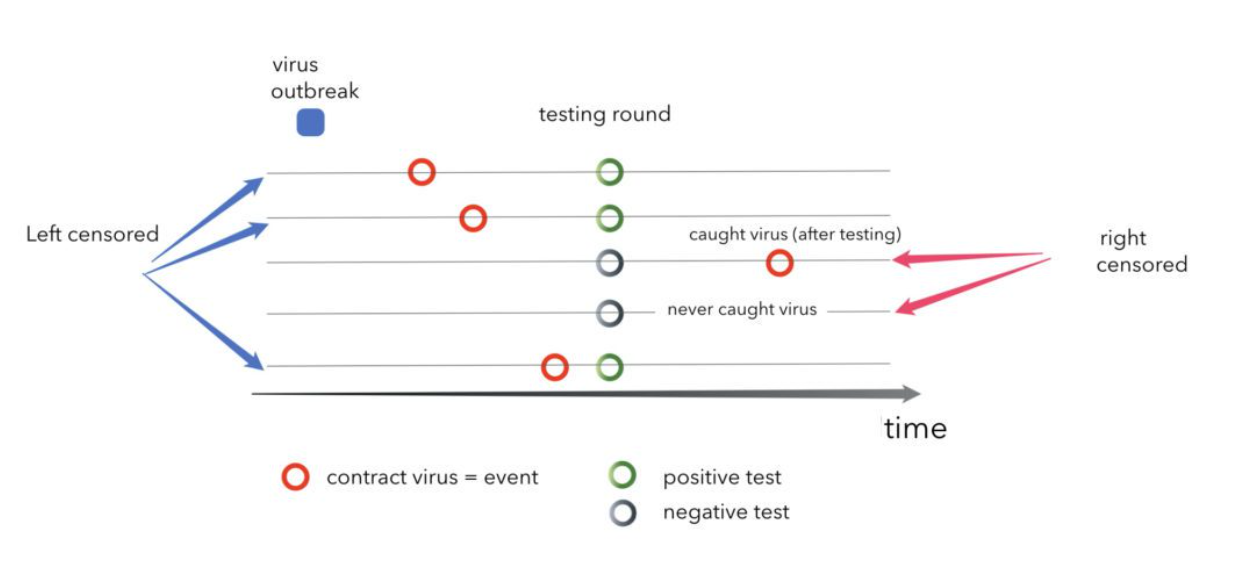 virus
outbreak
testing round
Left censored
caught virus (after testing)
right
censored
never caught virus
time
contract virus = event
positive test
negative test